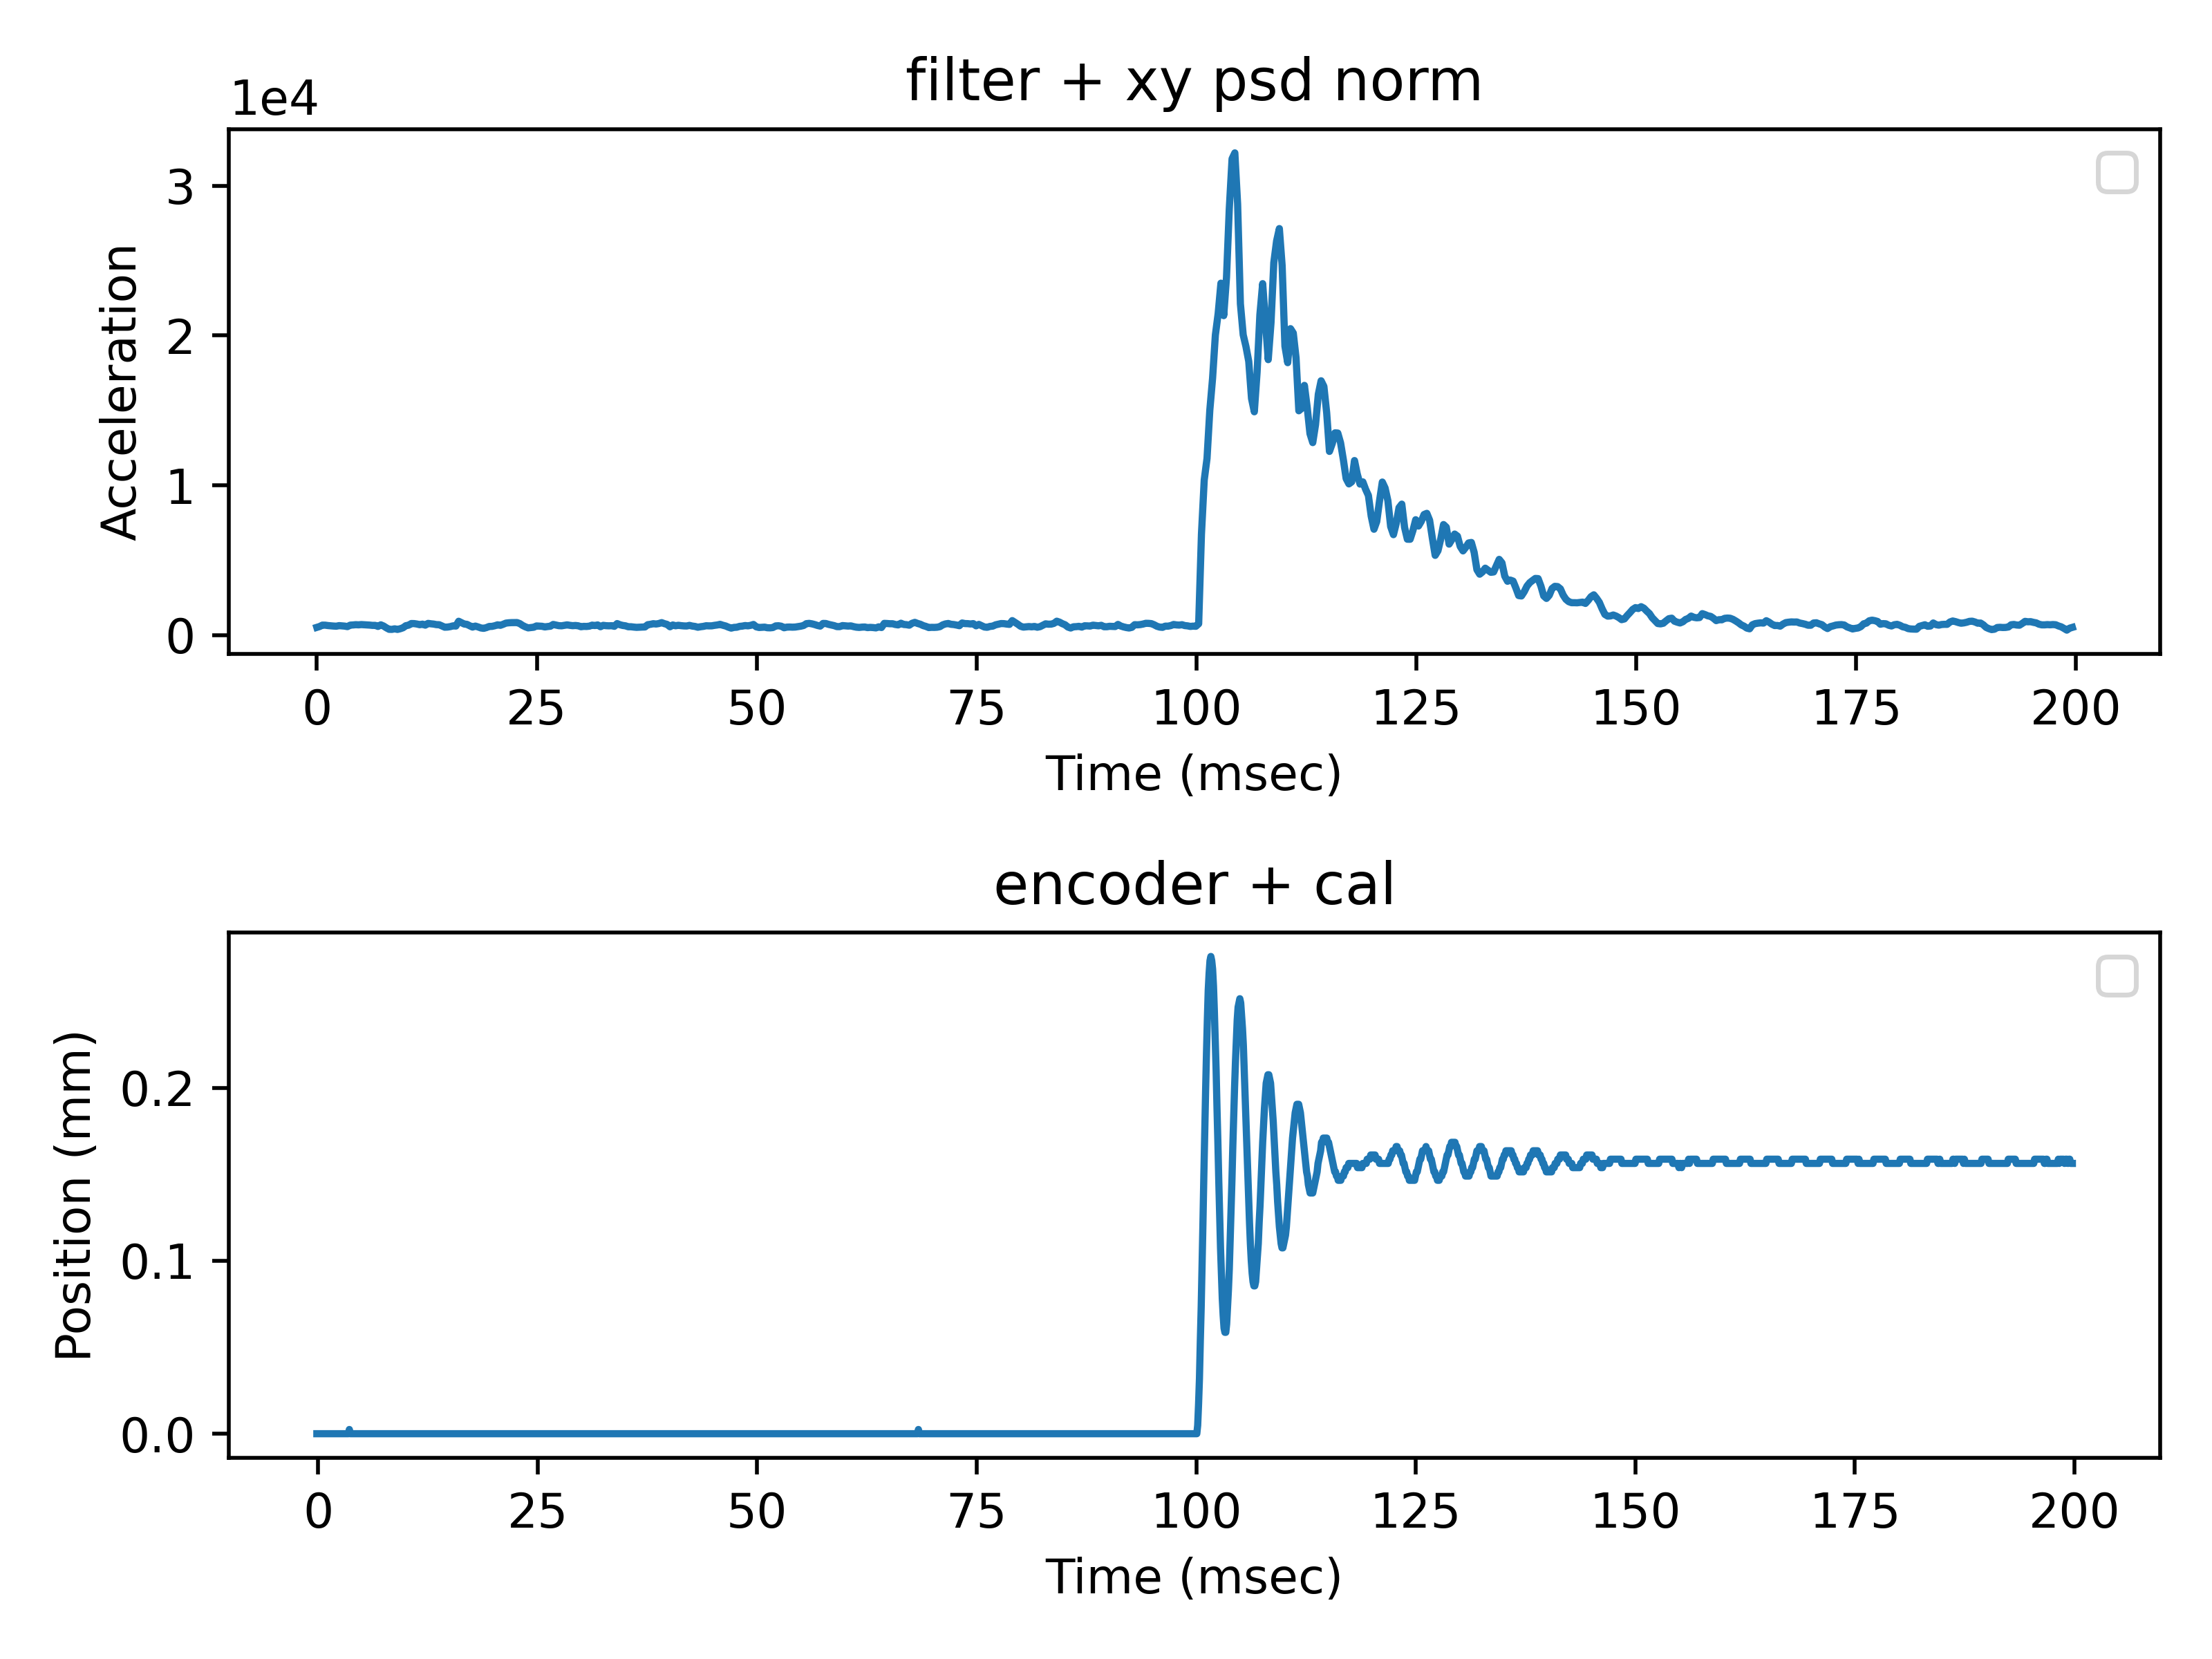 filter + xy psd norm
1e4
Acceleration
3
2
1
0
0 25 50 75 100 125 150 175 200
Time (msec)
encoder + cal
Position (mm)
0.2
0.1
0.0
0 25 50 75 100 125 150 175 200
Time (msec)